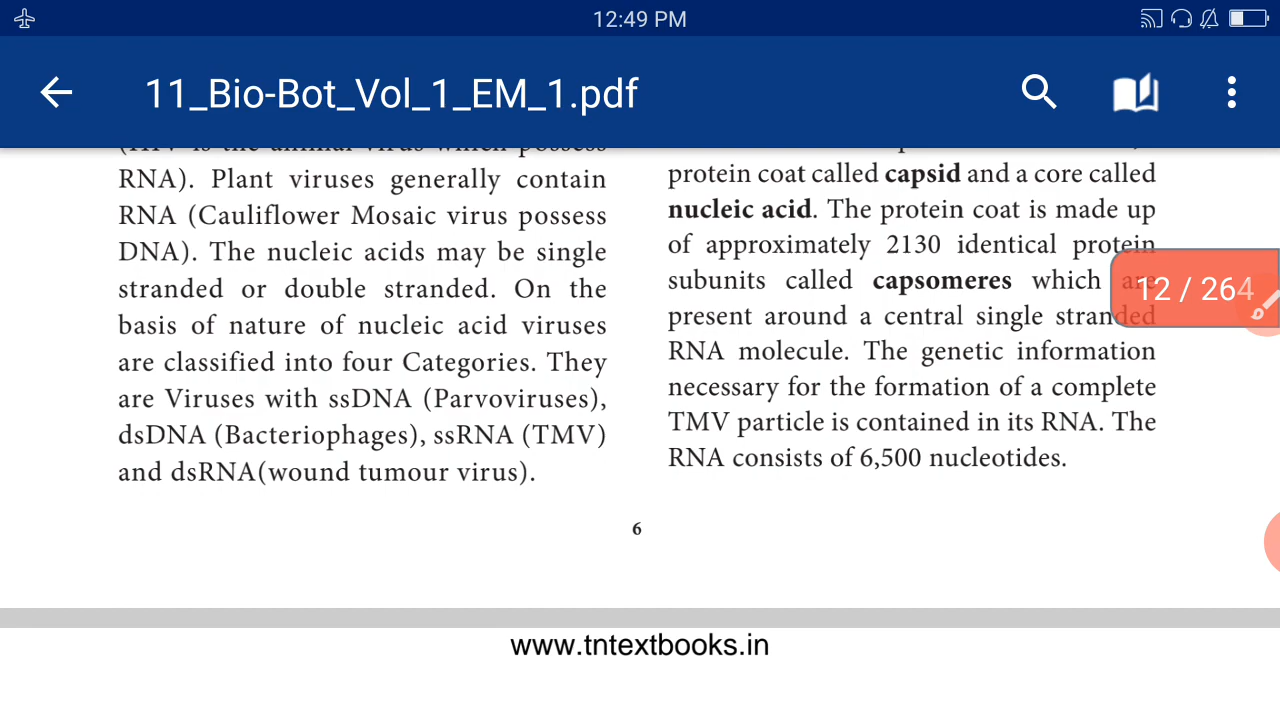 12:49 PM
11_Bio-Bot_Vol_1_EM_1.pdf
RNA). Plant viruses generally contain
RNA (Cauliflower Mosaic virus possess
DNA). The nucleic acids may be single
stranded or double stranded. On the
basis of nature of nucleic acid viruses
are classified into four Categories. They
are Viruses with ssDNA (Parvoviruses),
dsDNA (Bacteriophages), ssRNA (TMV)
and dsRNA(wound tumour virus).
protein coat called capsid and a core called
nucleic acid. The protein coat is made up
of approximately 2130 identical protein
subunits called capsomeres which are
present around a central single stranded
RNA molecule. The genetic information
necessary for the formation of a complete
TMV particle is contained in its RNA. The
RNA consists of 6,500 nucleotides.
12 / 264
6
www.tntextbooks.in